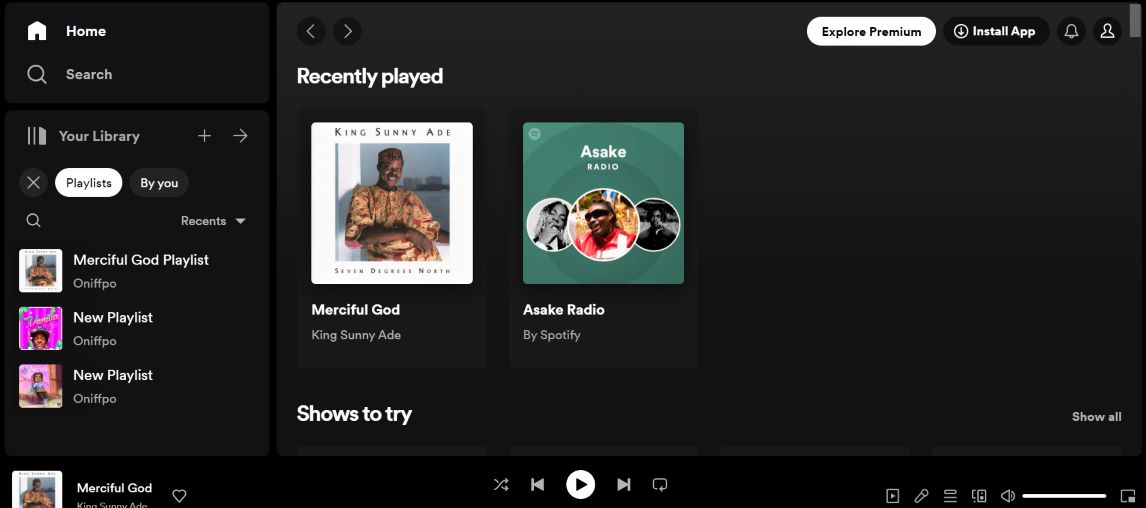 Home
Search
Your Library
Playlists
By you
Recents
Merciful God Playlist
Oniffpo
New Playlist
Oniffpo
New Playlist
Oniffpo
Explore Premium
Install App
Recently played
KING SUNNY ADE
SEVEN DEGREES NORTH
Merciful God
King Sunny Ade
Asake
RADIO
Asake Radio
By Spotify
Shows to try
Show all
Merciful God
King Sunny Ade